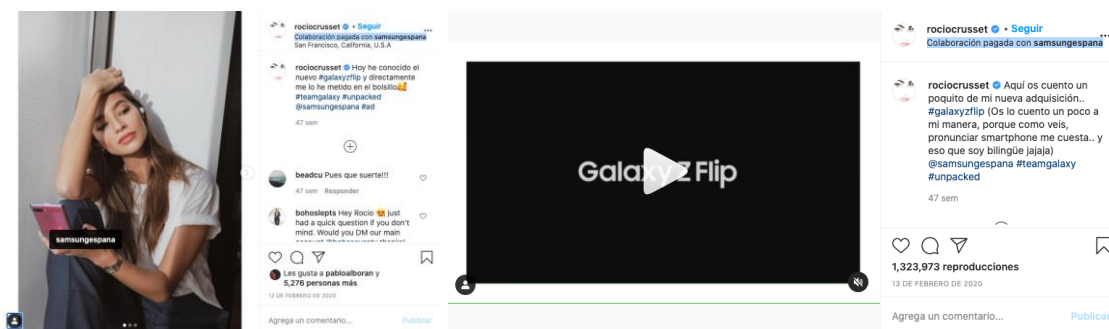 rociocrusset • Seguir
Colaboración pagada con samsungespana
San Francisco, California, U.S.A
rociocrusset Hoy he conocido el
nuevo #galaxyzflip y directamente
me lo he metido en el bolsillo🥰
#teamgalaxy #unpacked
@samsungespana #ad
47 sem
beadcu Pues que suerte!!!
47 sem Responder
bohoslepts Hey Rocio 😍 just
had a quick question if you don't
mind. Would you DM our main
samsungespana
Les gusta a pabloalboran y
5,276 personas más
13 DE FEBRERO DE 2020
Agrega un comentario... Publicar
Galaxy Z Flip
rociocrusset • Seguir
Colaboración pagada con samsungespana
rociocrusset Aquí os cuento un
poquito de mi nueva adquisición..
#galaxyzflip (Os lo cuento un poco a
mi manera, porque como veis,
pronunciar smartphone me cuesta.. y
eso que soy bilingüe jajaja)
@samsungespana #teamgalaxy
#unpacked
47 sem
1,323,973 reproducciones
13 DE FEBRERO DE 2020
Agrega un comentario... Publicar